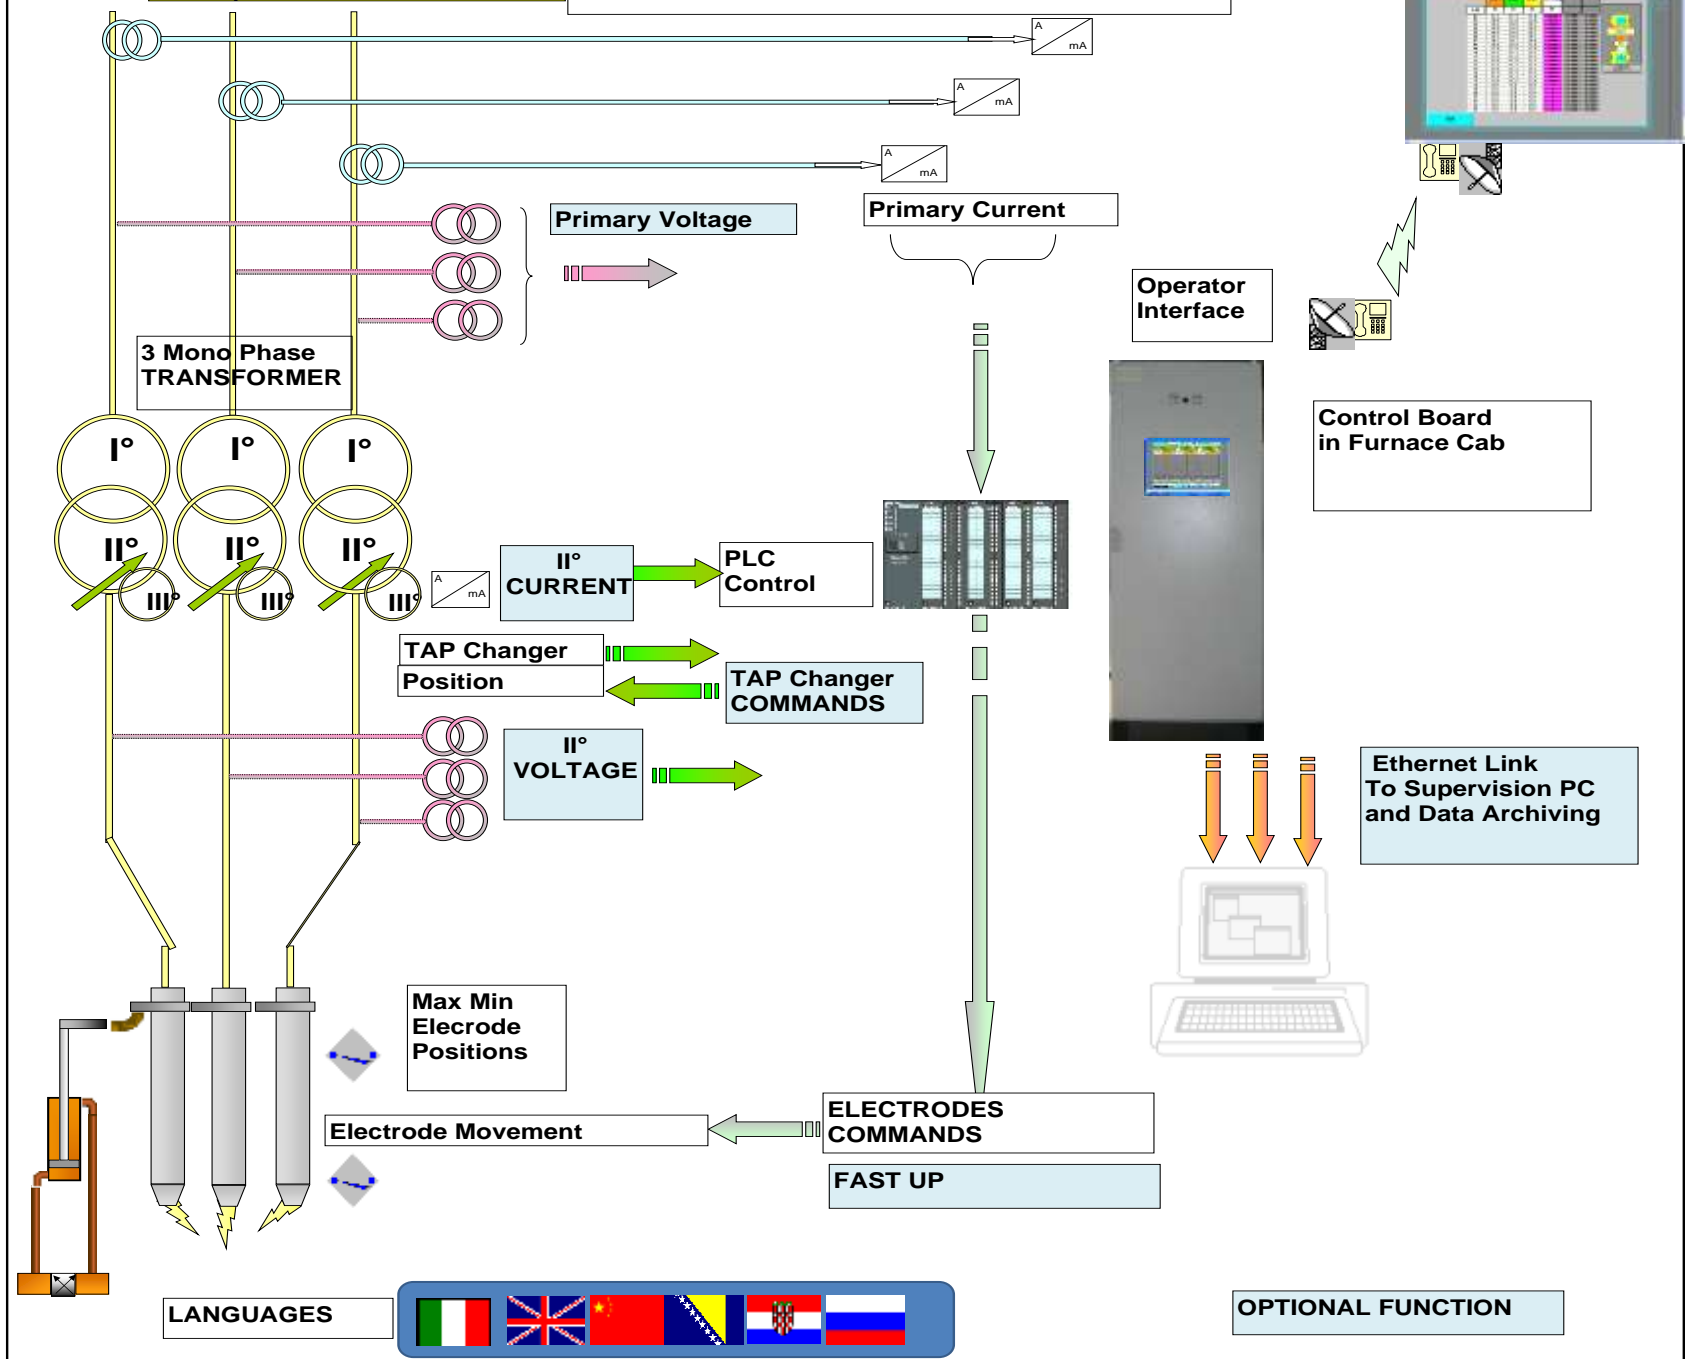 A
mA
A
mA
A
mA
Primary Voltage
Primary Current
Operator
Interface
3 Mono Phase
TRANSFORMER
Control Board
in Furnace Cab
I°
I°
I°
II°
II°
II°
III°
III°
III°
A
mA
II°
CURRENT
PLC
Control
TAP Changer
Position
TAP Changer
COMMANDS
II°
VOLTAGE
Ethernet Link
To Supervision PC
and Data Archiving
Max Min
Elecrode
Positions
Electrode Movement
ELECTRODES
COMMANDS
FAST UP
LANGUAGES
OPTIONAL FUNCTION